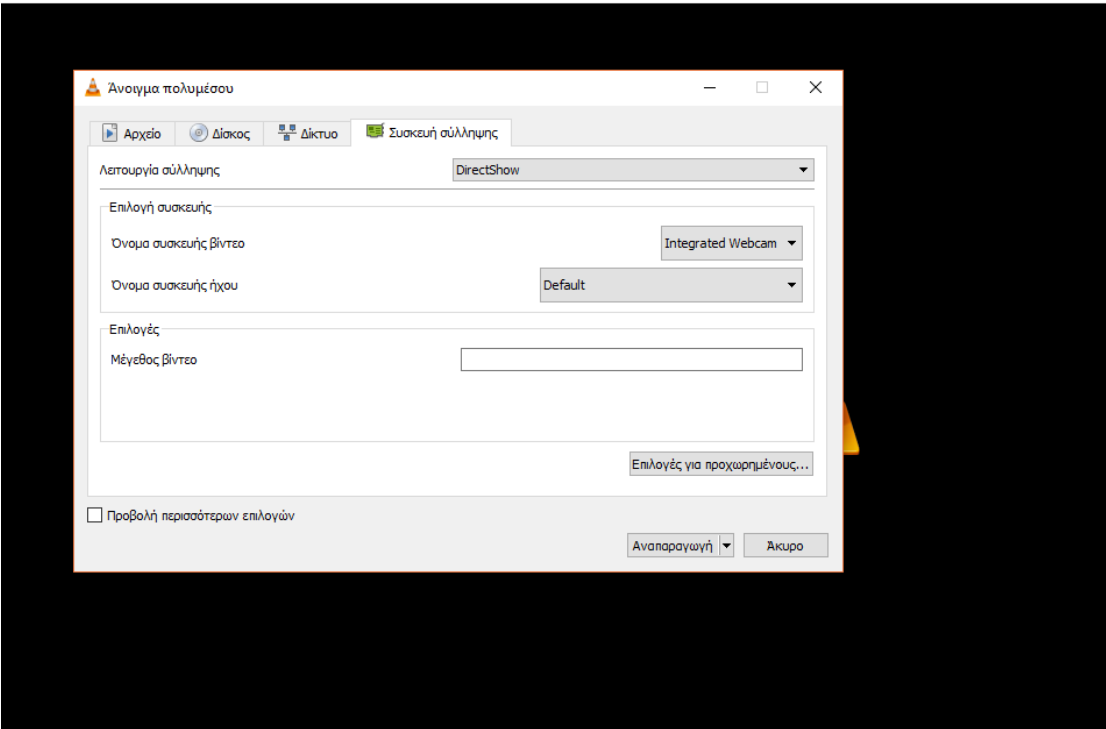 Άνοιγμα πολυμέσου
Αρχείο Δίσκος Δίκτυο Συσκευή σύλληψης
Λειτουργία σύλληψης DirectShow
Επιλογή συσκευής
Όνομα συσκευής βίντεο Integrated Webcam
Όνομα συσκευής ήχου Default
Επιλογές
Μέγεθος βίντεο
Επιλογές για προχωρημένους...
Προβολή περισσότερων επιλογών
Αναπαραγωγή Άκυρο